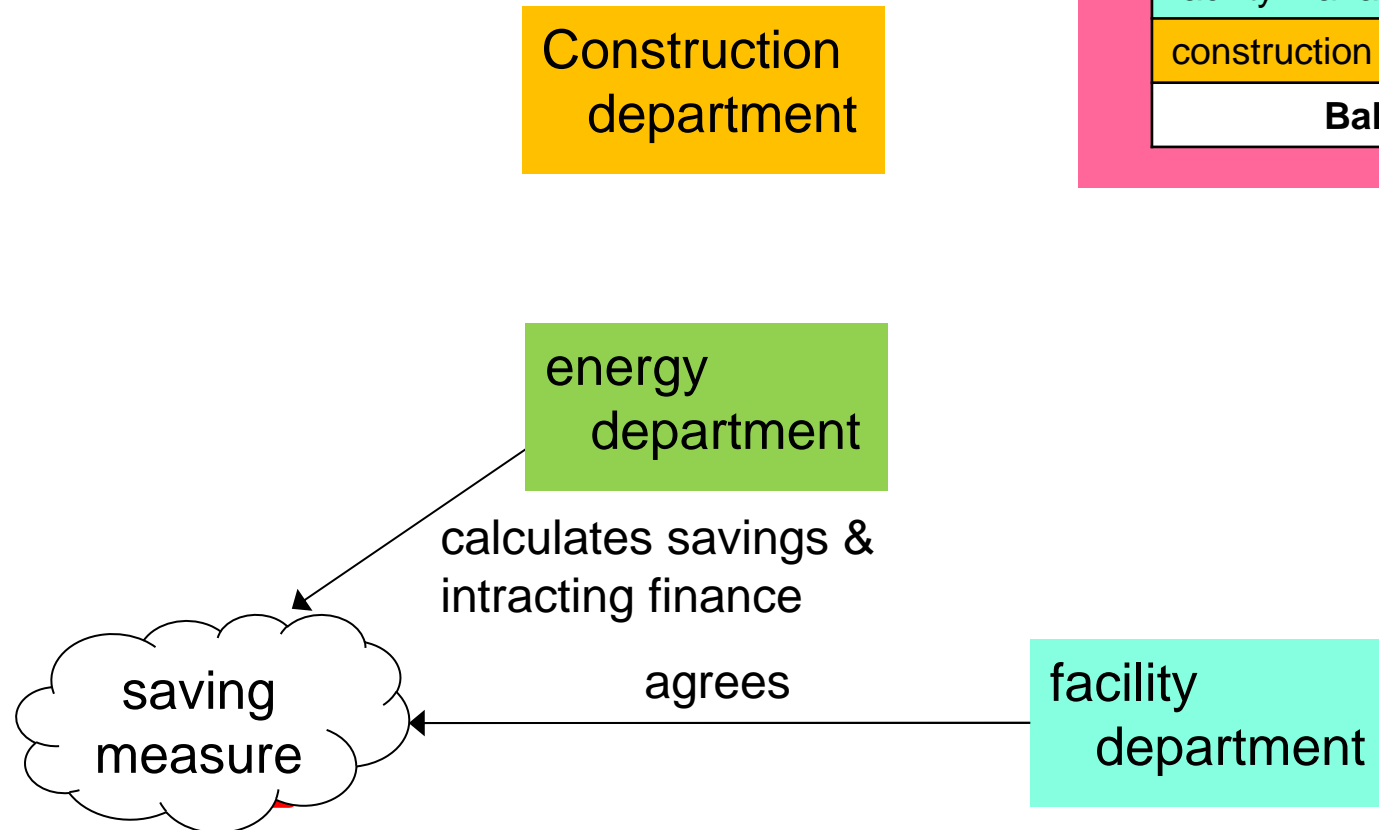 Construction
department
construction
energy
department
calculates savings &
intracting finance
agrees
saving
measure
facility
department